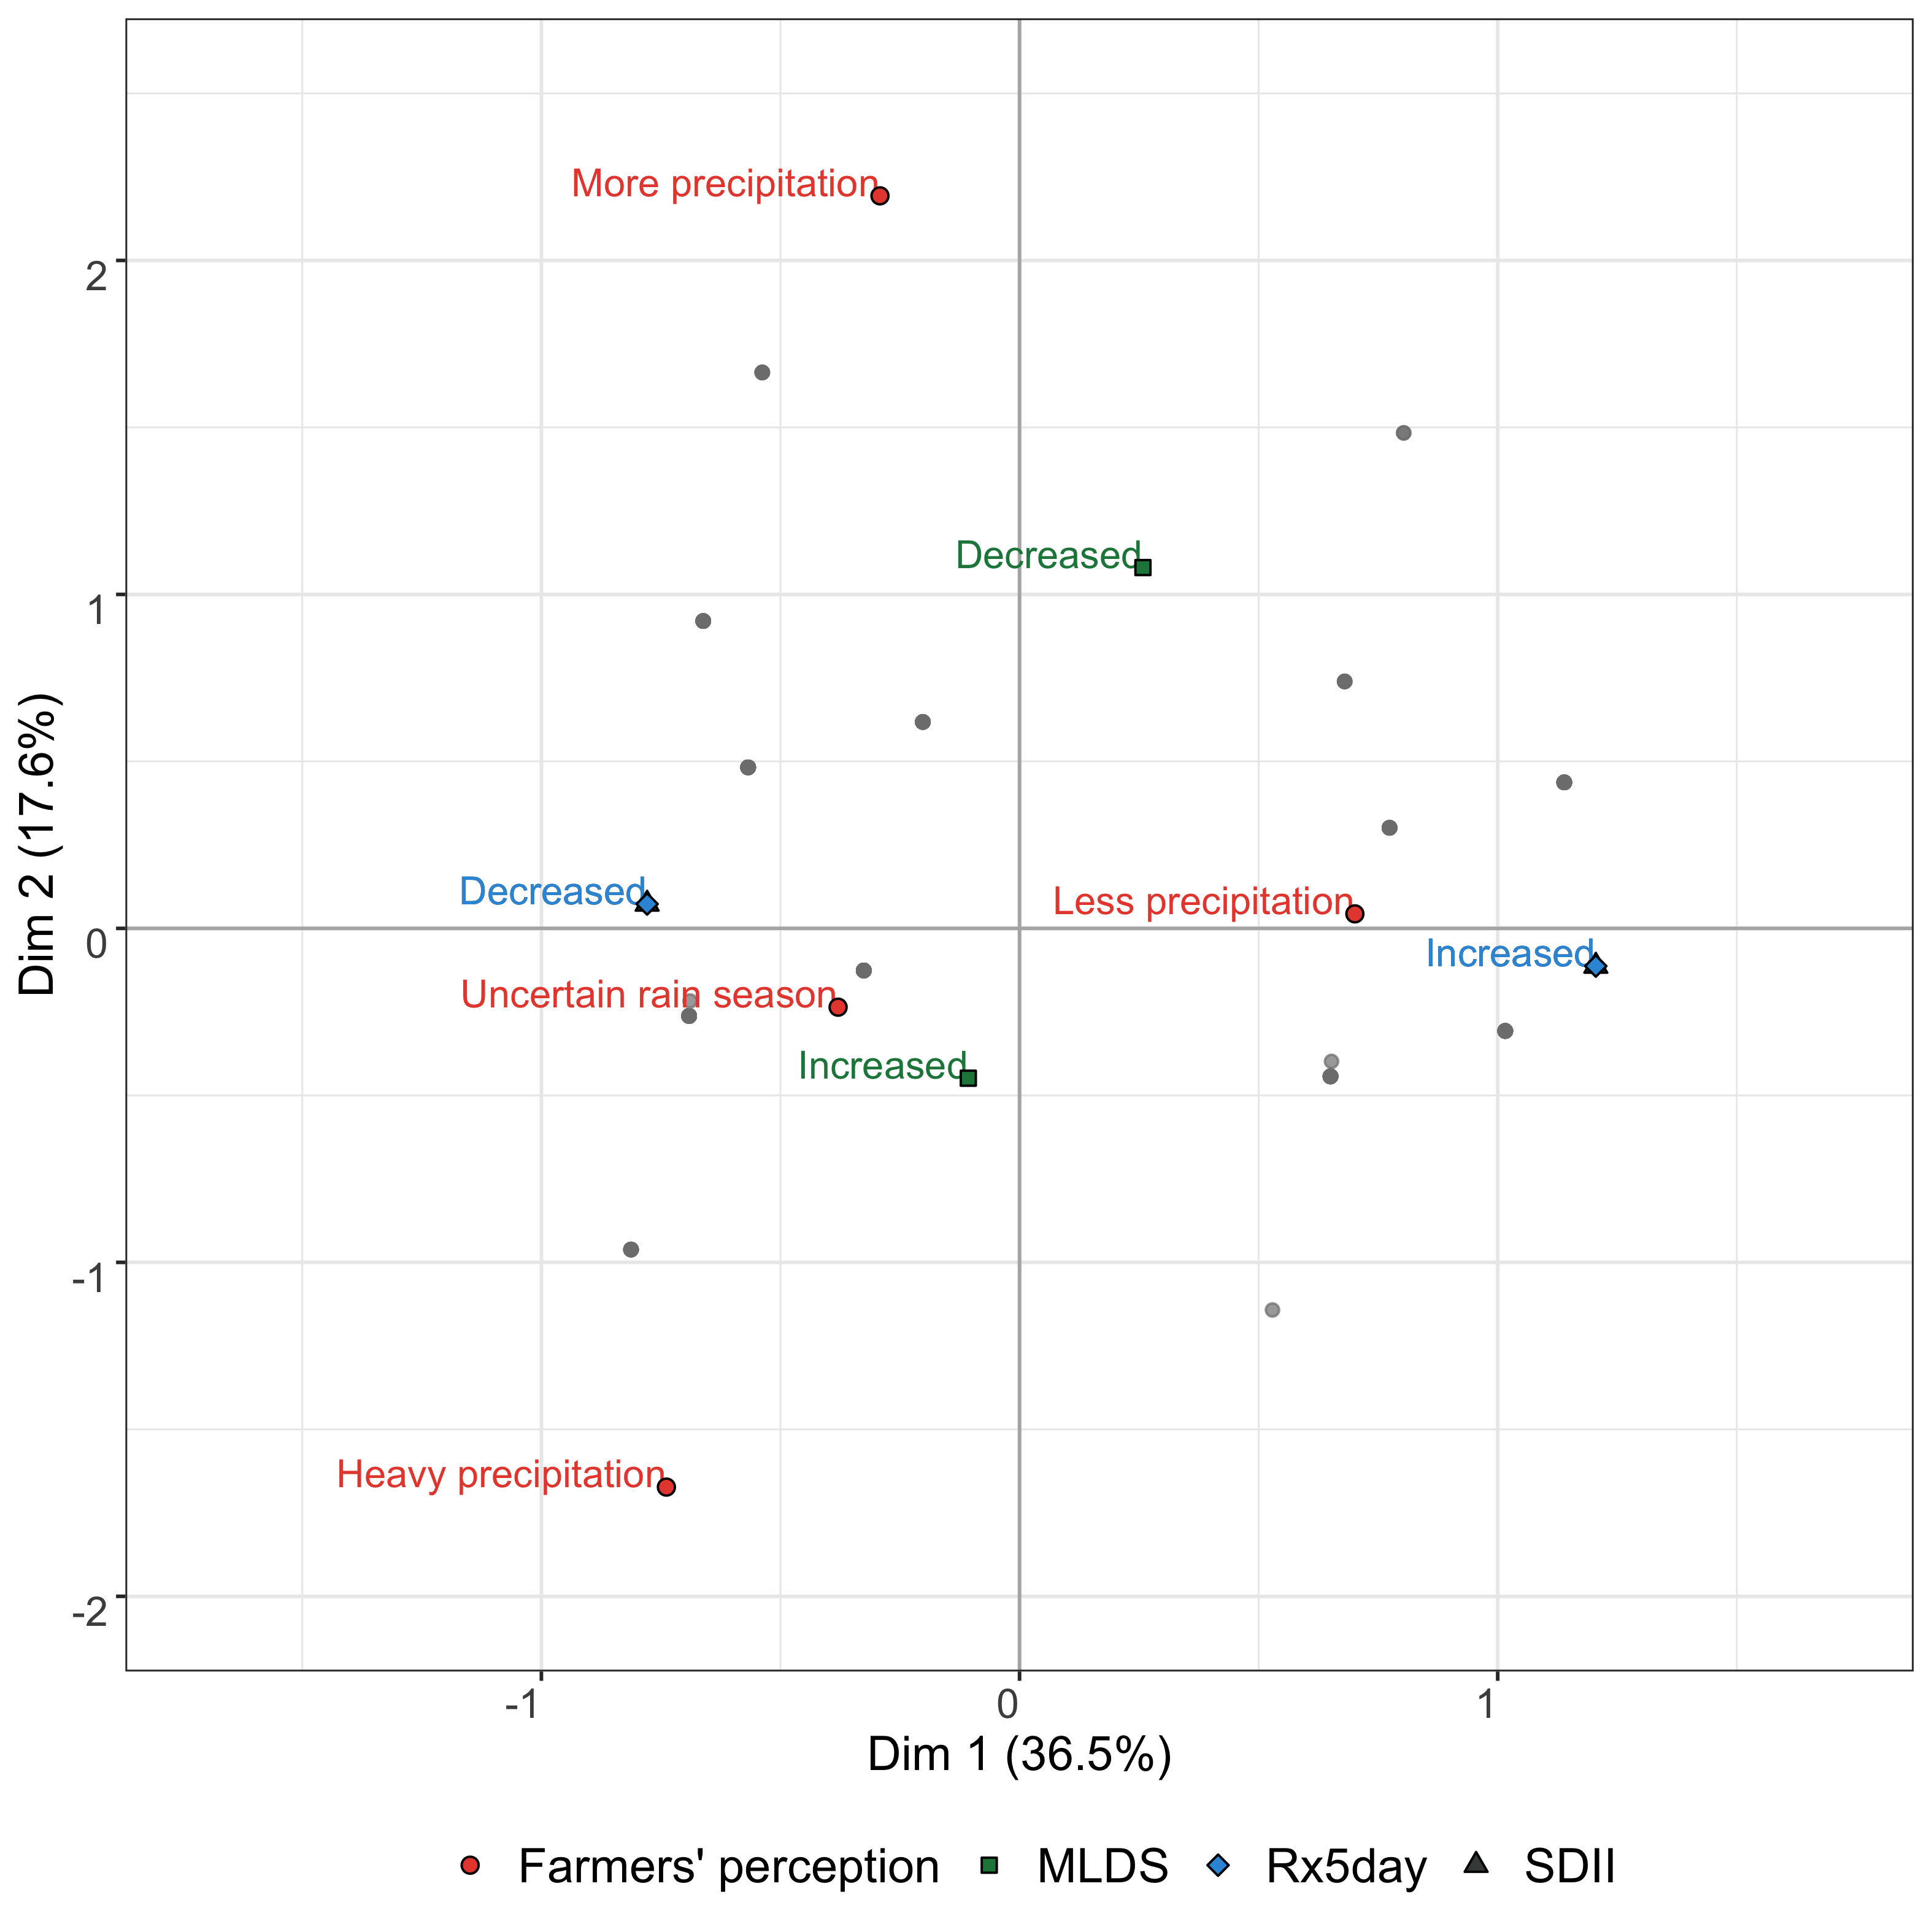 More precipitation
2
Decreased
1
Decreased
Less precipitation
0
Increased
Uncertain rain season
Increased
-1
Heavy precipitation
-2
Dim 2 (17.6%)
-1 0 1
Dim 1 (36.5%)
Farmers' perception MLDS Rx5day SDII